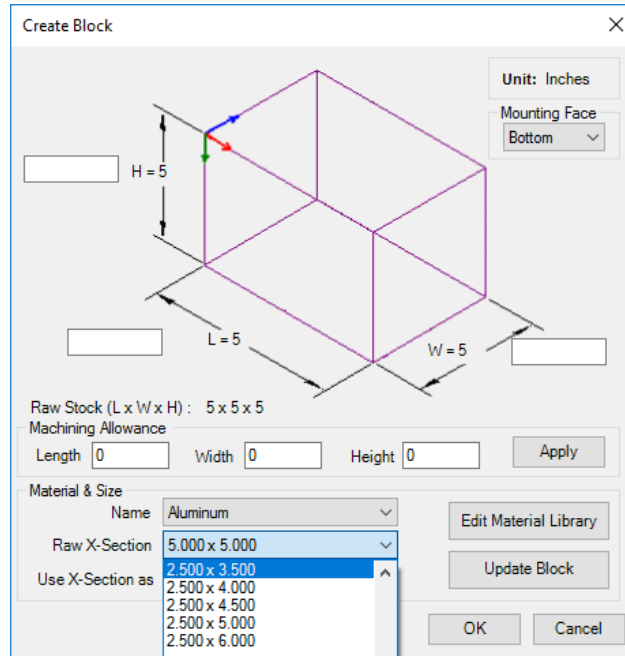 Create Block
Unit: Inches
Mounting Face
Bottom
H = 5
L = 5
W = 5
Raw Stock (L x W x H) : 5 x 5 x 5
Machining Allowance
Length 0 Width 0 Height 0 Apply
Material & Size
Name Aluminum
Edit Material Library
Raw X-Section 5.000 x 5.000
Update Block
Use X-Section as
2.500 x 3.500
2.500 x 4.000
2.500 x 4.500
2.500 x 5.000
2.500 x 6.000
OK Cancel